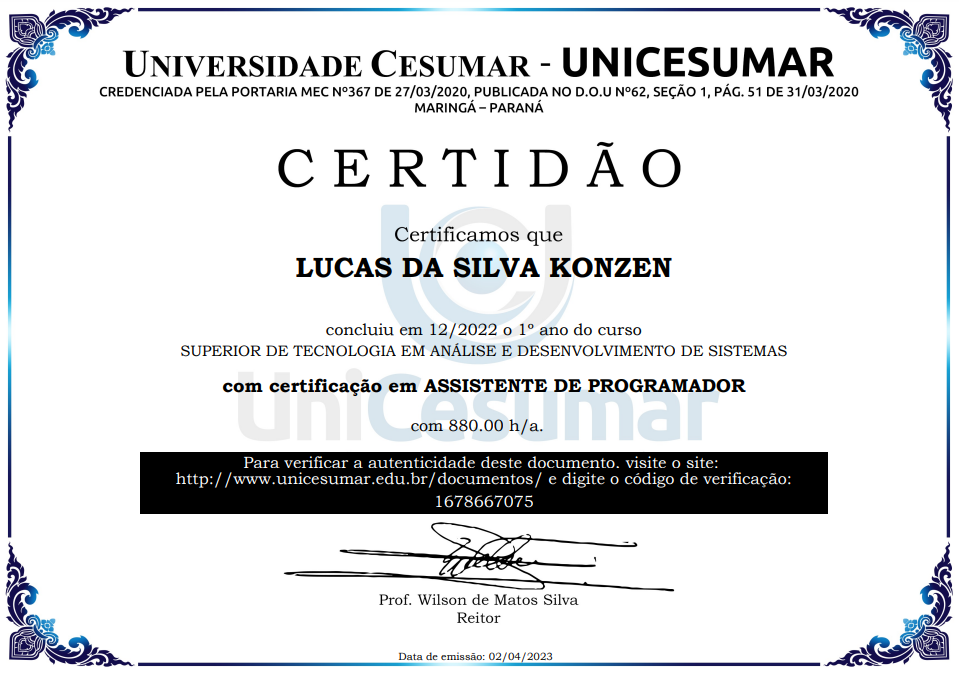 UNIVERSIDADE CESUMAR - UNICESUMAR
CREDENCIADA PELA PORTARIA MEC Nº367 DE 27/03/2020, PUBLICADA NO D.O.U Nº62, SEÇÃO 1, PÁG. 51 DE 31/03/2020
MARINGÁ – PARANÁ
CERTIDÃO
Certificamos que
LUCAS DA SILVA KONZEN
concluiu em 12/2022 o 1º ano do curso
SUPERIOR DE TECNOLOGIA EM ANÁLISE E DESENVOLVIMENTO DE SISTEMAS
com certificação em ASSISTENTE DE PROGRAMADOR
UniCesumar
com 880.00 h/a.
Para verificar a autenticidade deste documento. visite o site:
http://www.unicesumar.edu.br/documentos/ e digite o código de verificação:
1678667075
Prof. Wilson de Matos Silva
Reitor
Data de emissão: 02/04/2023